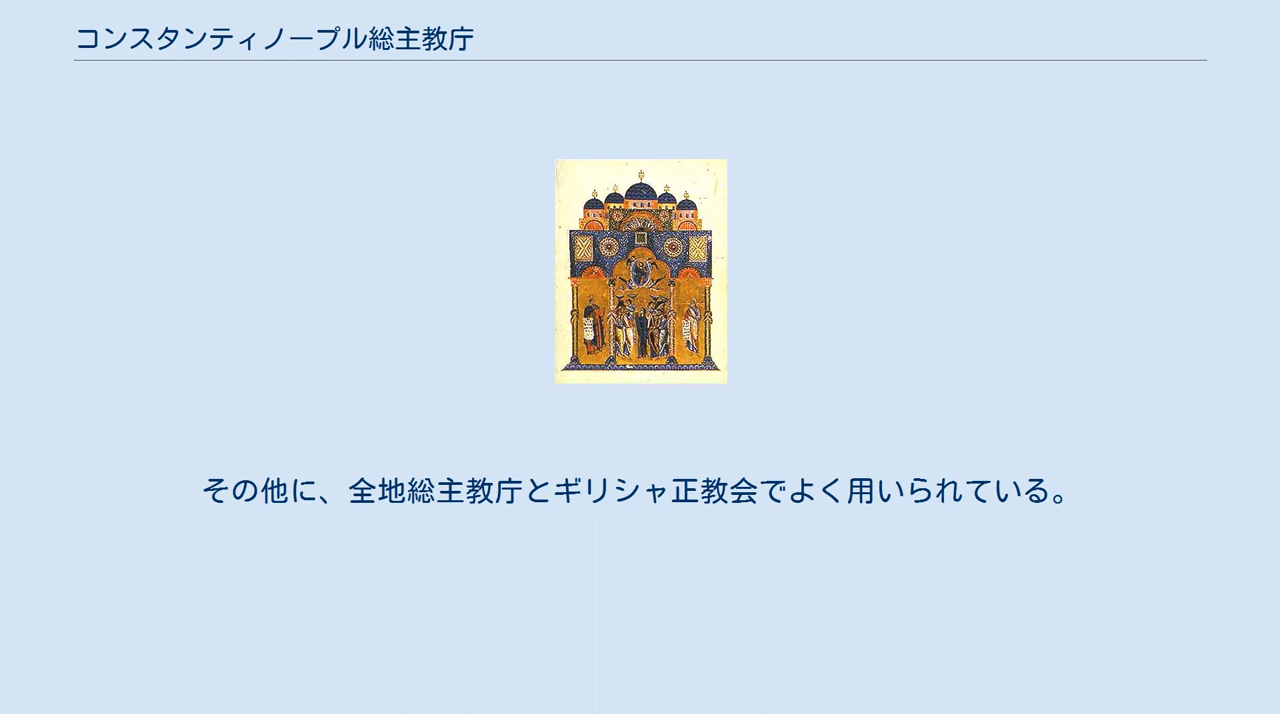 コンスタンティノープル総主教庁
その他に、全地総主教庁とギリシャ正教会でよく用いられている。